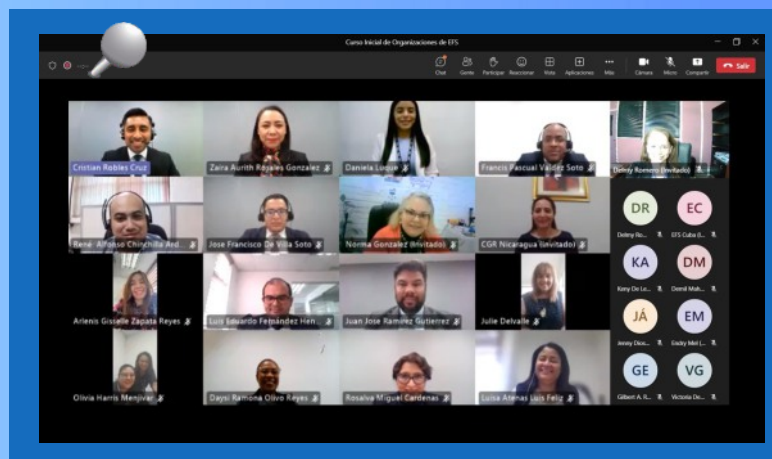 Curso Inicial de Organizaciones de EFS
Chat Gente Participar Reaccionar Vista Aplicaciones Más Cámara Micro Compartir Salir
Cristian Robles Cruz
Zaira Aurith Rosales Gonzalez
Daniela Luque
Francis Pascual Valdez Soto
Delmy Romero (Invitado)
René Alfonso Chinchilla Ard...
Jose Francisco De Villa Soto
Norma Gonzalez (Invitado)
CGR Nicaragua (Invitado)
DR EC
Delmy Ro... EFS Cuba (I...
KA DM
Keny De Le... Demil Mah...
Arlenis Gisselle Zapata Reyes
Luis Eduardo Fernández Hen...
Juan Jose Ramirez Gutierrez
Julie Delvalle
JÁ EM
Jenny Dios... Endry Mel (...
GE VG
Gilbert A. R... Victoria De...
Olivia Harris Menjivar
Daysi Ramona Olivo Reyes
Rosalva Miguel Cardenas
Luisa Atenas Luis Feliz